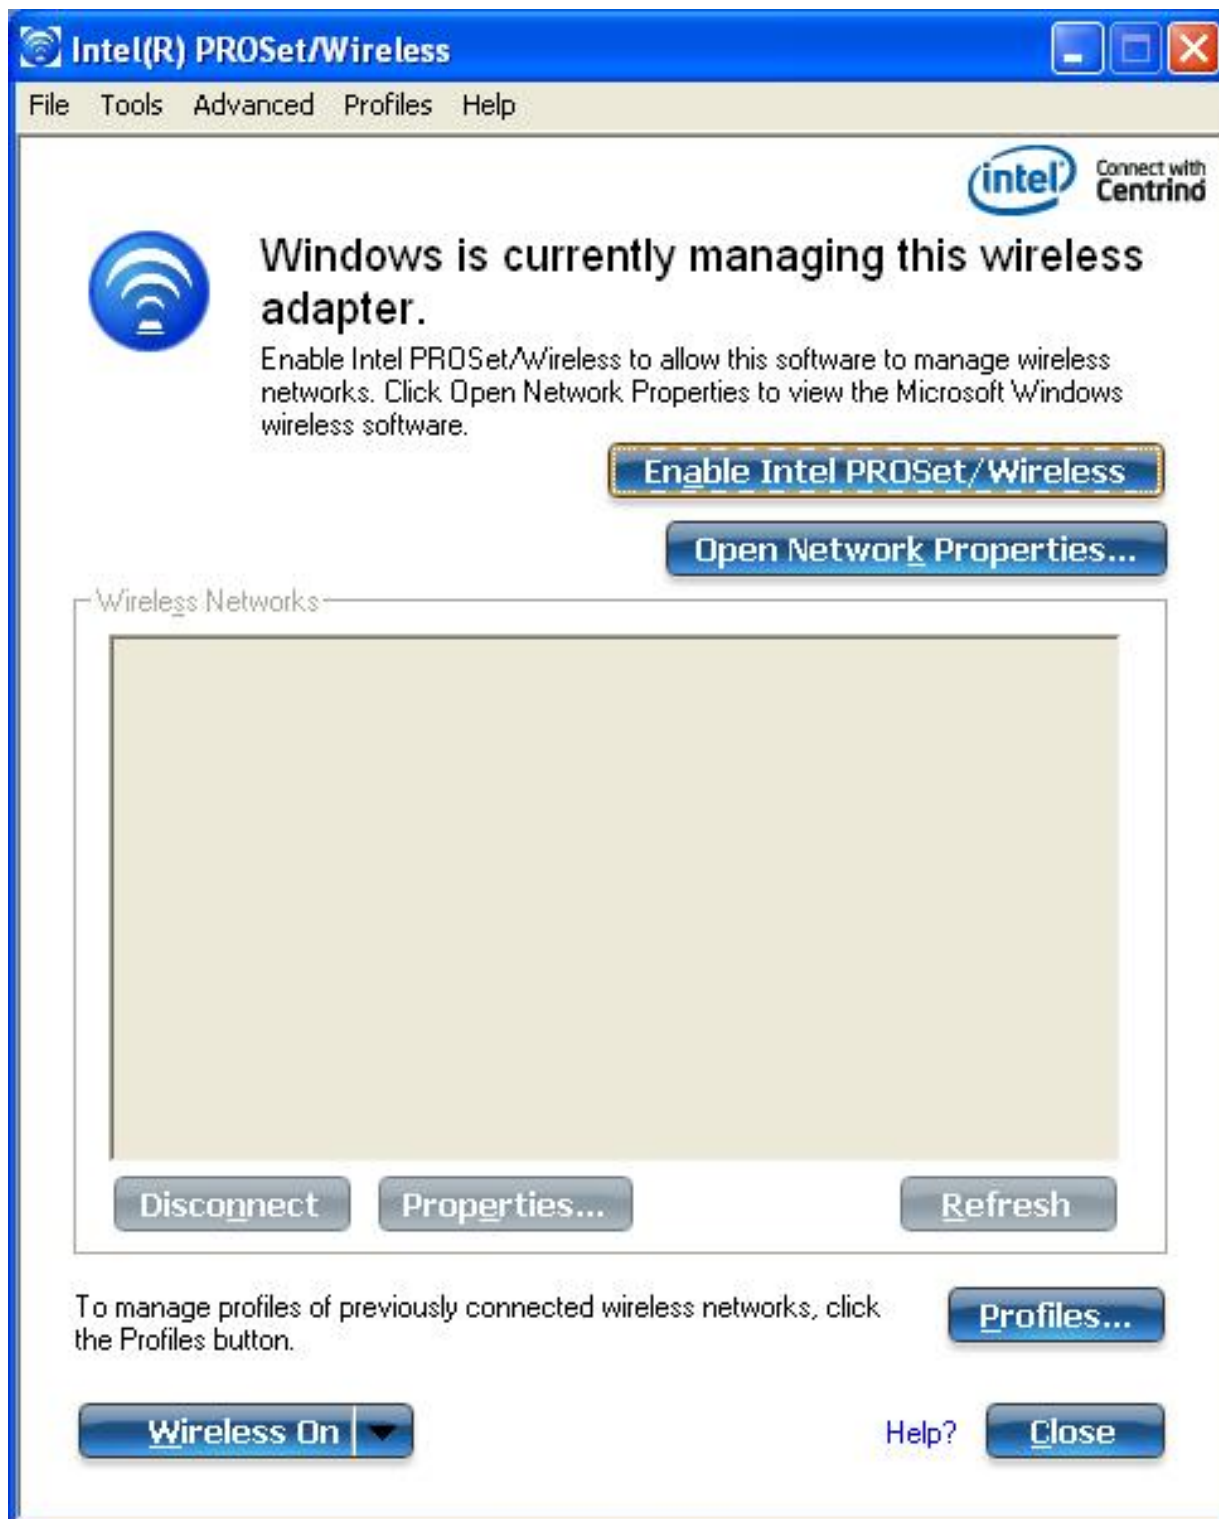 Intel(R) PROSet/Wireless
File Tools Advanced Profiles Help
intel Connect with
Centrino
Windows is currently managing this wireless
adapter.
Enable Intel PROSet/Wireless to allow this software to manage wireless
networks. Click Open Network Properties to view the Microsoft Windows
wireless software.
Enable Intel PROSet/Wireless
Open Network Properties...
Wireless Networks
Disconnect Properties... Refresh
To manage profiles of previously connected wireless networks, click
the Profiles button.
Profiles...
Wireless On Help? Close